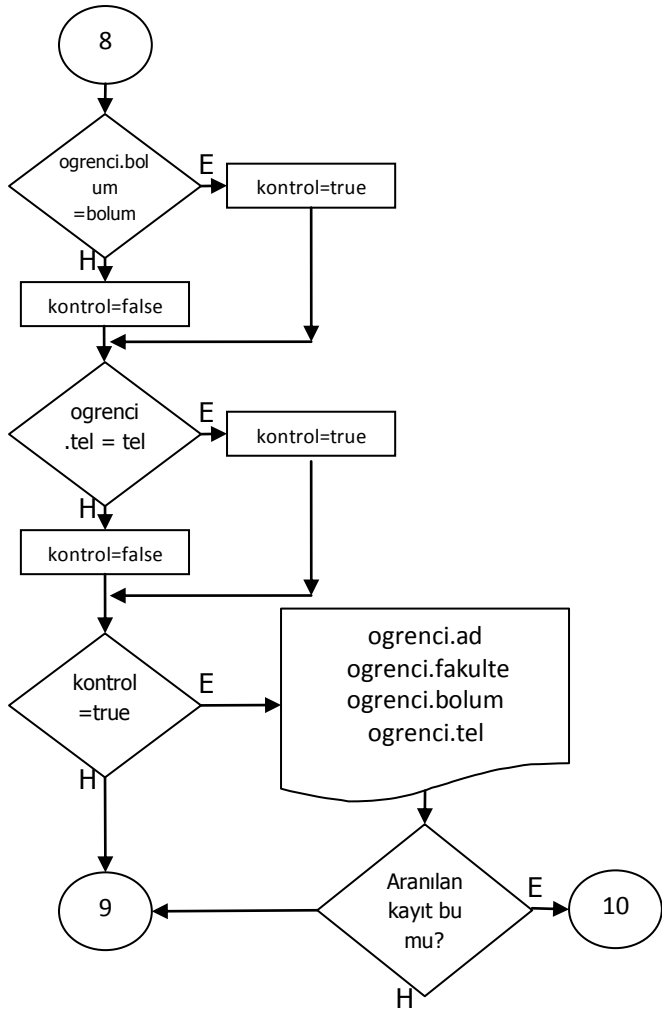 8
ogrenci.bol
um
=bolum
E
kontrol=true
H
kontrol=false
ogrenci
.tel = tel
E
kontrol=true
H
kontrol=false
kontrol
=true
E
H
ogrenci.ad
ogrenci.fakulte
ogrenci.bolum
ogrenci.tel
9
Aranılan
kayıt bu
mu?
E
10
H